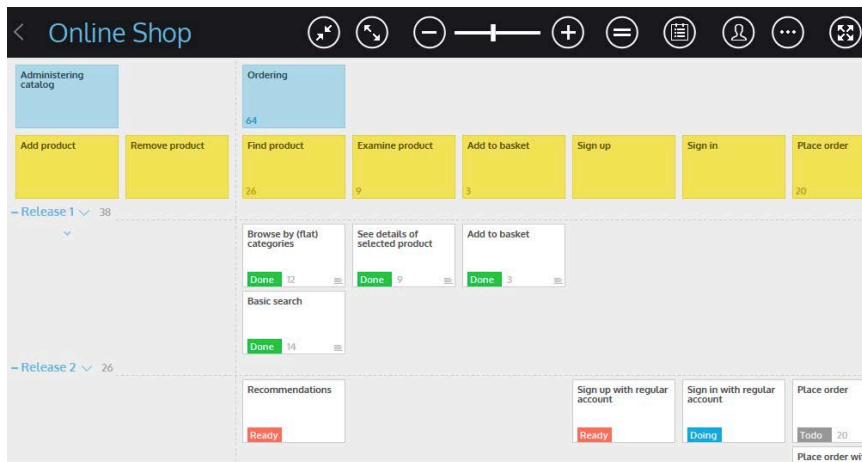 Online Shop
Administering
catalog
Ordering
64
Add product
Remove product
Find product
26
Examine product
9
Add to basket
3
Sign up
Sign in
Place order
20
Release 1
38
Browse by (flat)
categories
Done 12
See details of
selected product
Done 9
Add to basket
Done 3
Basic search
Done 14
Release 2
26
Recommendations
Ready
Sign up with regular
account
Ready
Sign in with regular
account
Doing
Place order
Todo 20
Place order wi